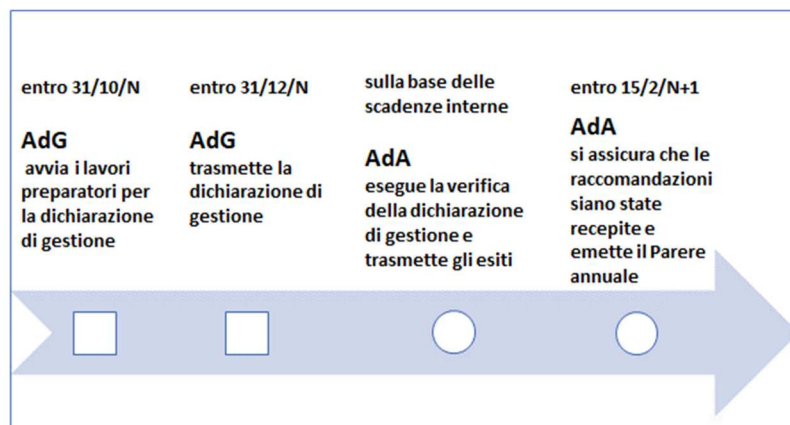 entro 31/10/N
AdG
avvia i lavori
preparatori per
la dichiarazione
di gestione
entro 31/12/N
AdG
trasmette la
dichiarazione di
gestione
sulla base delle
scadenze interne
AdA
esegue la verifica
della dichiarazione
di gestione e
trasmette gli esiti
entro 15/2/N+1
AdA
si assicura che le
raccomandazioni
siano state
recepite e
emette il Parere
annuale